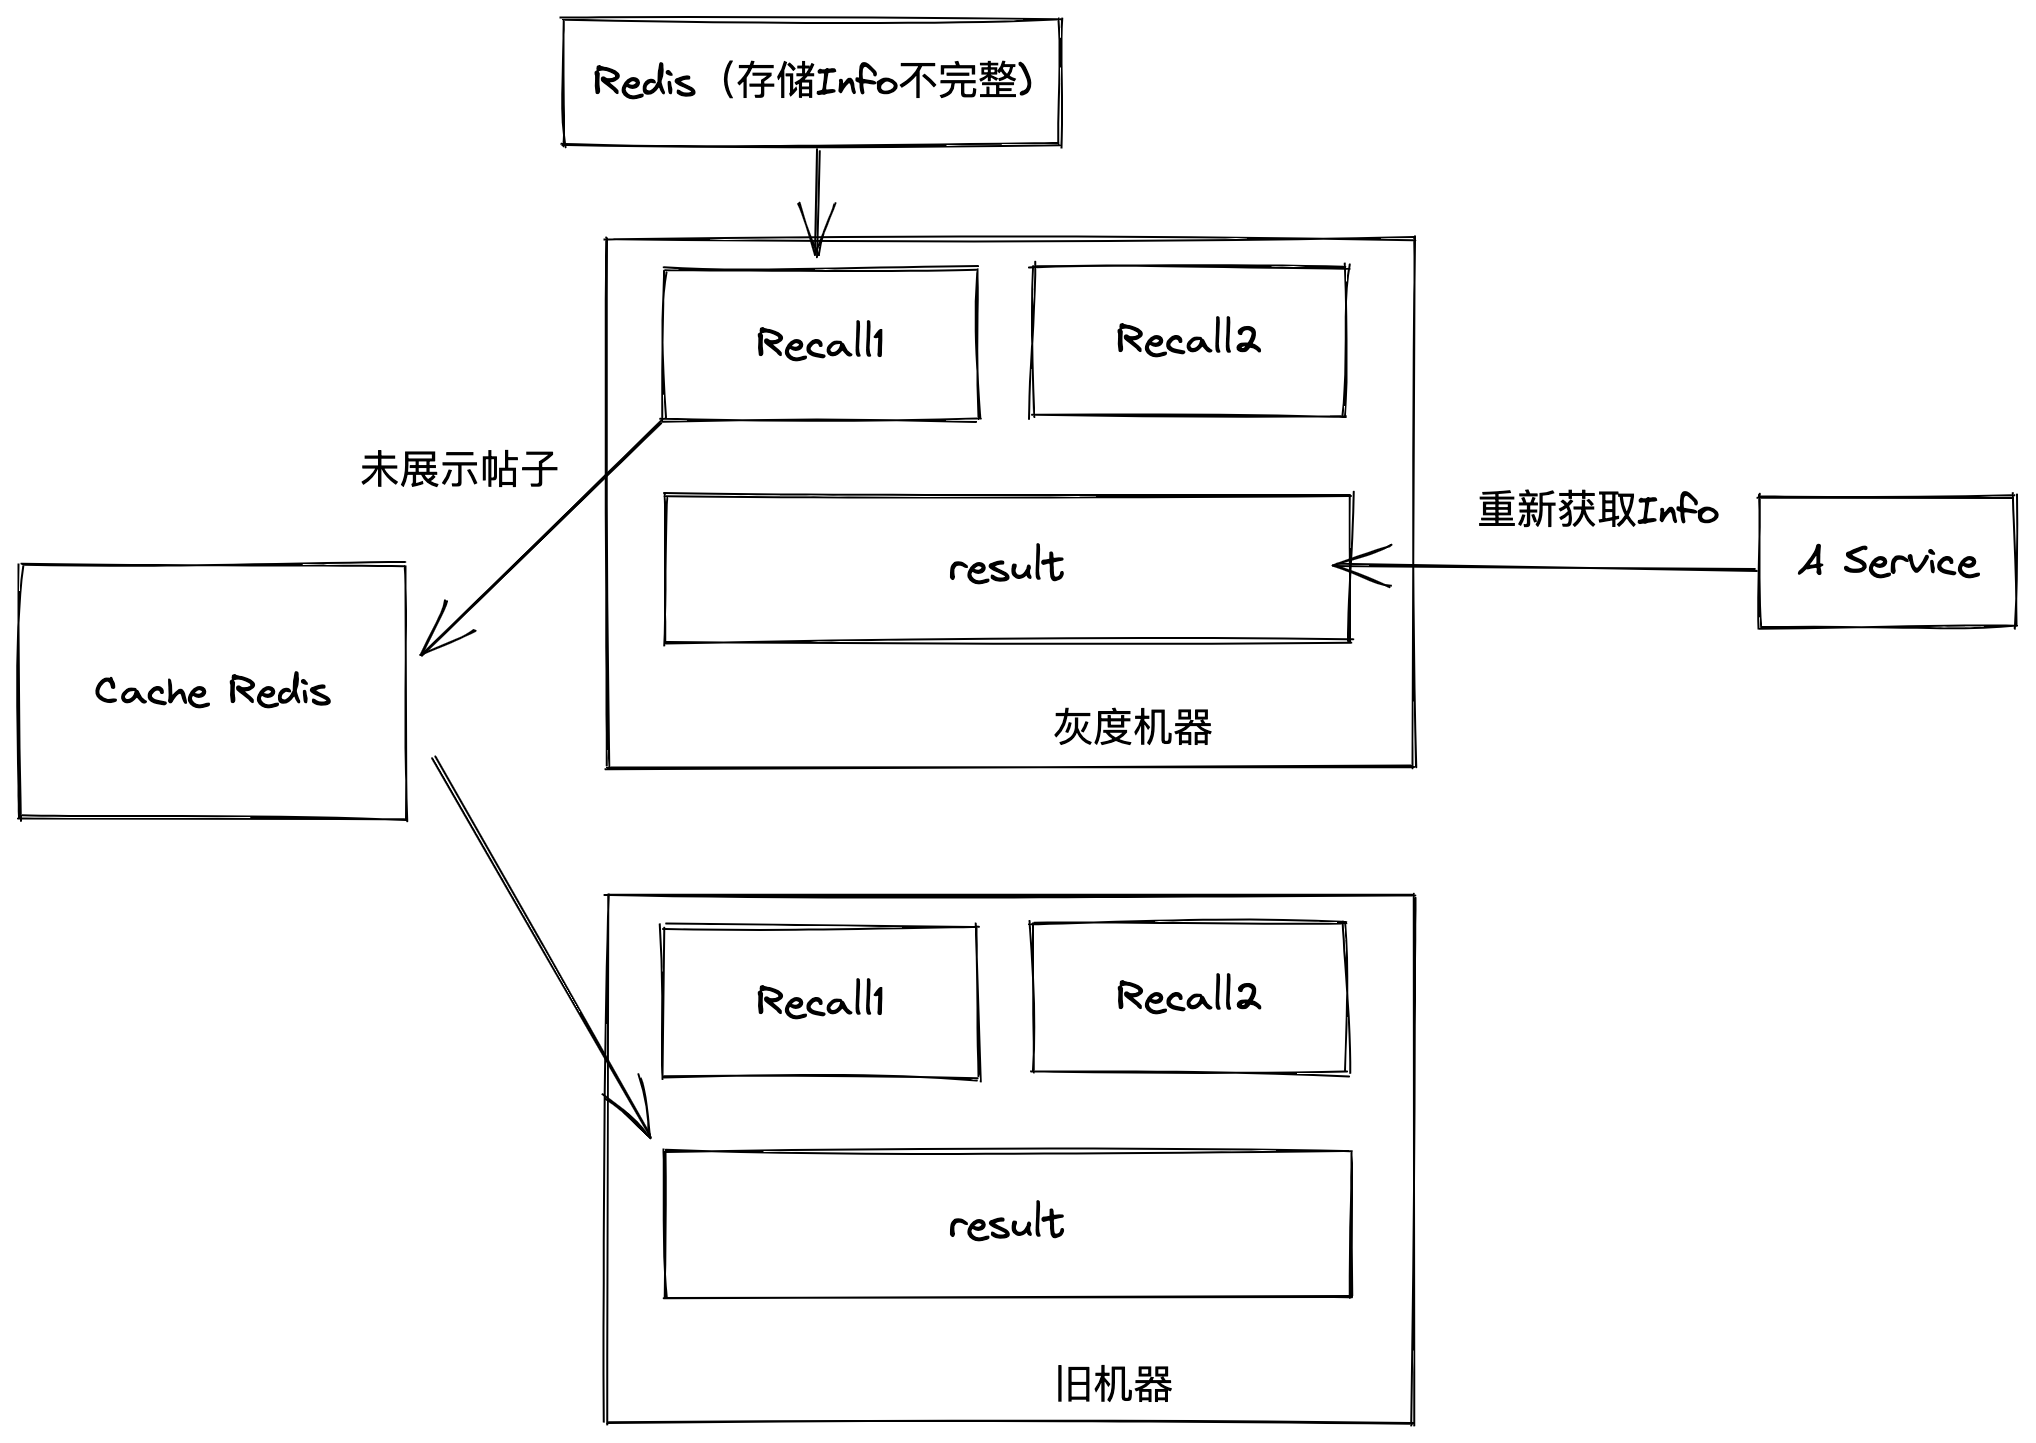 Redis（存储Info不完整）
Recall1
Recall2
未展示帖子
result
重新获取Info
A Service
Cache Redis
灰度机器
Recall1
Recall2
result
旧机器